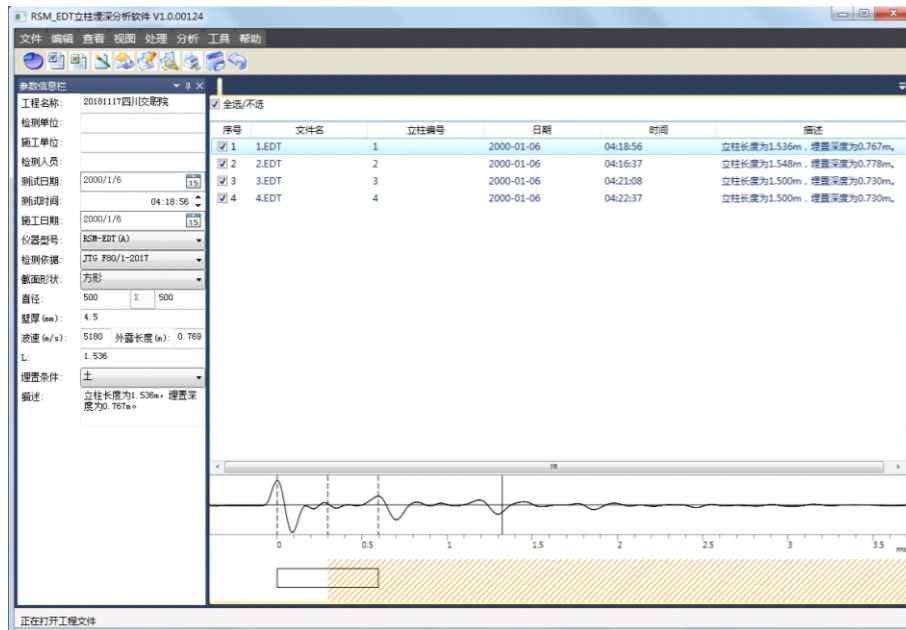 RSM_EDT立柱埋深分析软件 V1.0.00124
文件 编辑 查看 视图 处理 分析 工具 帮助
参数信息栏
工程名称: 20181117四川交职院
检测单位:
施工单位:
检测人员:
测试日期: 2000/1/6 15
测试时间: 04:18:56
施工日期: 2000/1/6 15
仪器型号: RSM-EDT(A)
检测依据: JTG F80/1-2017
截面形状: 方形
直径: 500 X 500
壁厚(mm): 4.5
波速(m/s): 5180 外露长度(m): 0.769
L: 1.536
埋置条件: 土
描述: 立柱长度为1.536m，埋置深
度为0.767m。
全选/不选
序号 文件名 立柱编号 日期 时间 描述
1 1.EDT 1 2000-01-06 04:18:56 立柱长度为1.536m，埋置深度为0.767m。
2 2.EDT 2 2000-01-06 04:16:37 立柱长度为1.548m，埋置深度为0.778m。
3 3.EDT 3 2000-01-06 04:21:08 立柱长度为1.500m，埋置深度为0.730m。
4 4.EDT 4 2000-01-06 04:22:37 立柱长度为1.500m，埋置深度为0.730m。
0 0.5 1 1.5 2 2.5 3 3.5 ms
正在打开工程文件